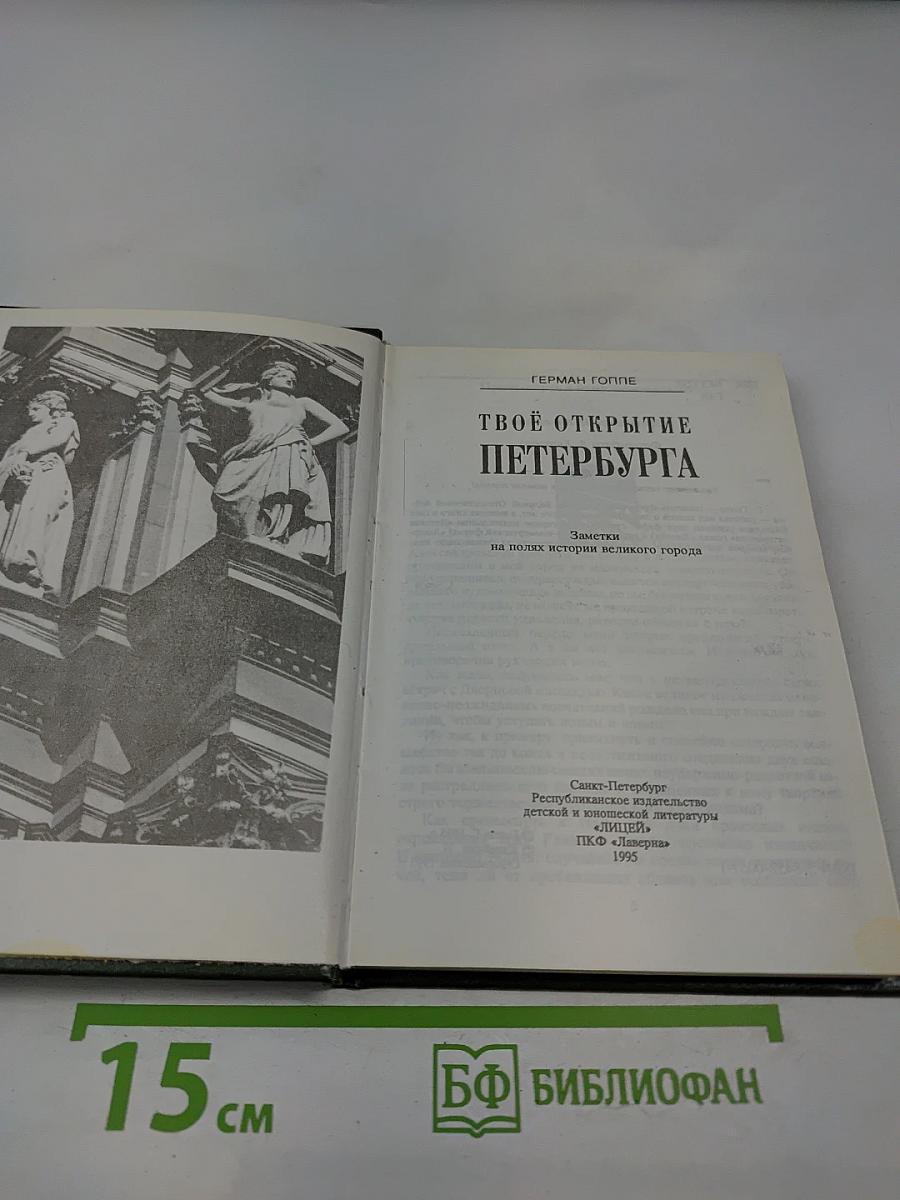 ГЕРМАН ГОППЕ
ТВОЁ ОТКРЫТИЕ
ПЕТЕРБУРГА
Заметки
на полях истории великого города
Санкт-Петербург
Республиканское издательство
детской и юношеской литературы
«ЛИЦЕЙ»
ПКФ «Лаверна»
1995
15 см
БФ БИБЛИОФАН